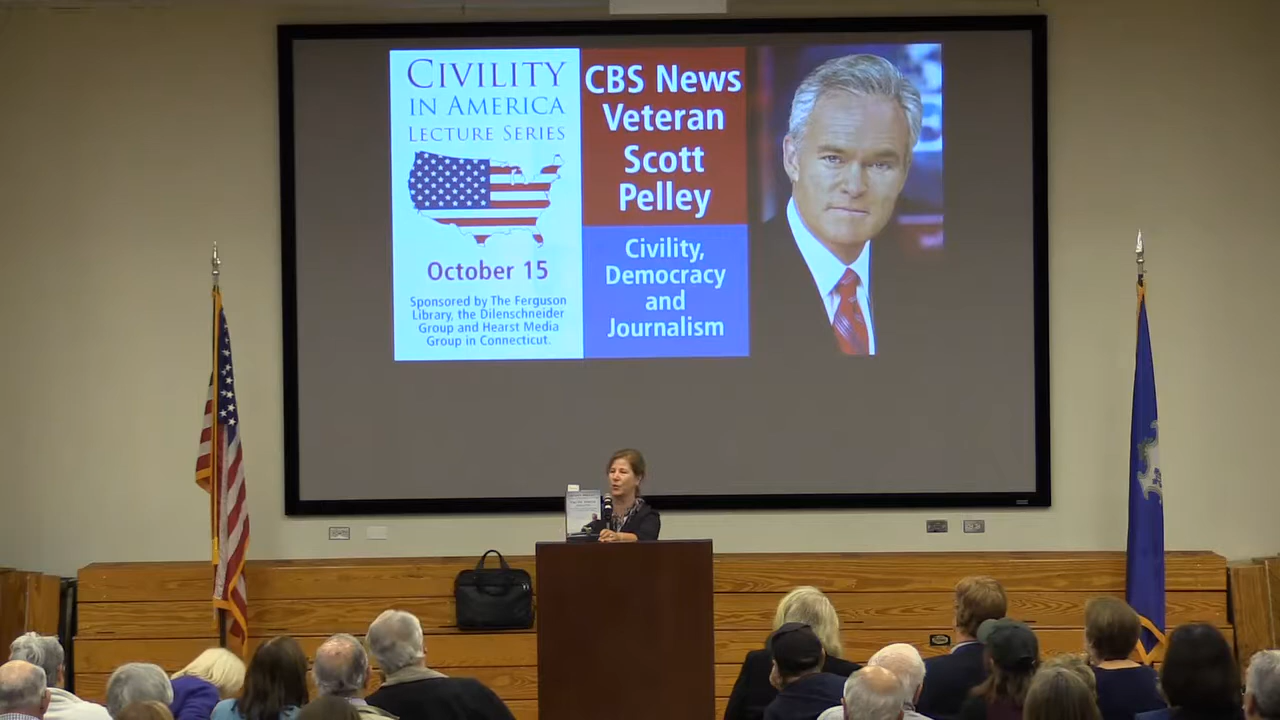 CIVILITY
IN AMERICA
LECTURE SERIES
October 15
Sponsored by The Ferguson
Library, the Dilenschneider
Group and Hearst Media
Group in Connecticut.
CBS News
Veteran
Scott
Pelley
Civility,
Democracy
and
Journalism